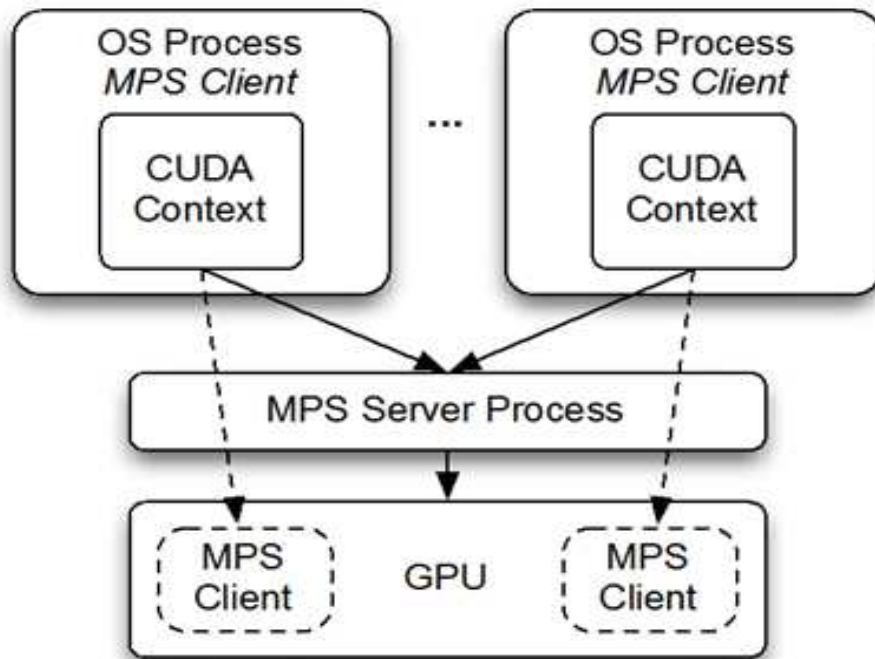 OS Process
MPS Client
CUDA
Context
...
OS Process
MPS Client
CUDA
Context
MPS Server Process
MPS
Client
GPU
MPS
Client